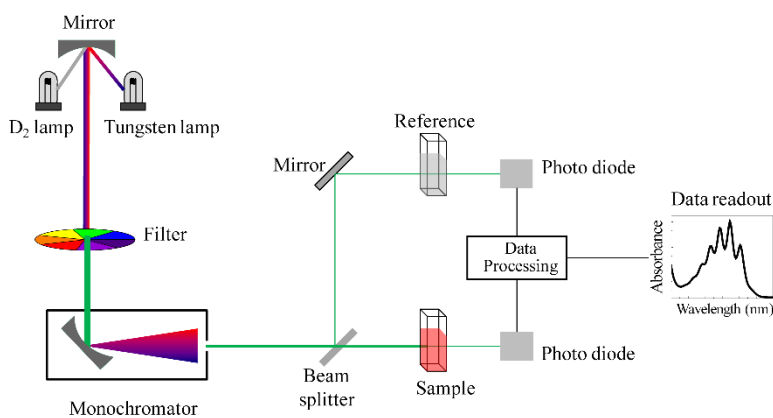 Mirror
D₂ lamp
Tungsten lamp
Filter
Monochromator
Mirror
Beam
splitter
Reference
Sample
Photo diode
Data
Processing
Photo diode
Data readout
Absorbance
Wavelength (nm)